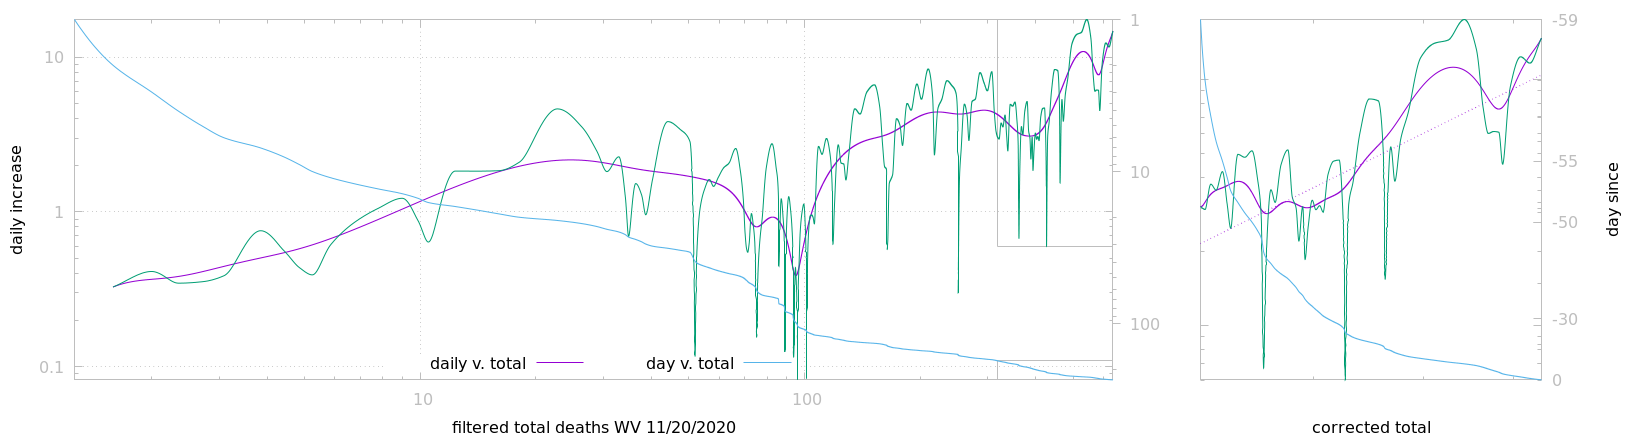 daily increase
10
1
0.1
10
100
filtered total deaths WV 11/20/2020
daily v. total
day v. total
1
10
100
-59
-55
-50
-30
0
day since
corrected total